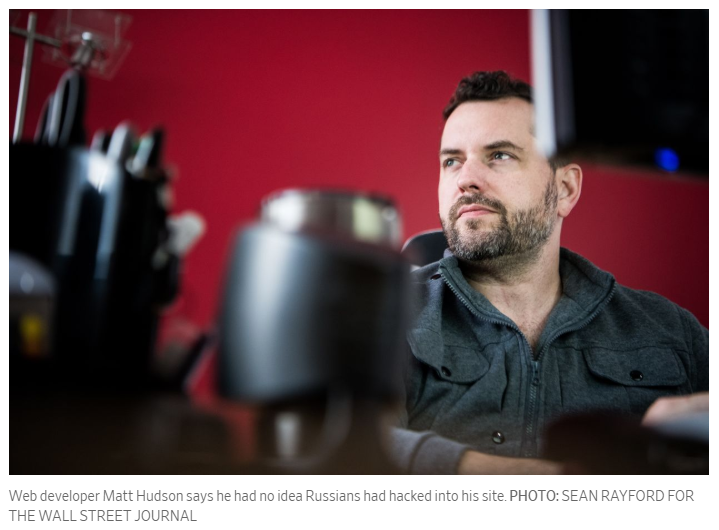 Web developer Matt Hudson says he had no idea Russians had hacked into his site. PHOTO: SEAN RAYFORD FOR
THE WALL STREET JOURNAL